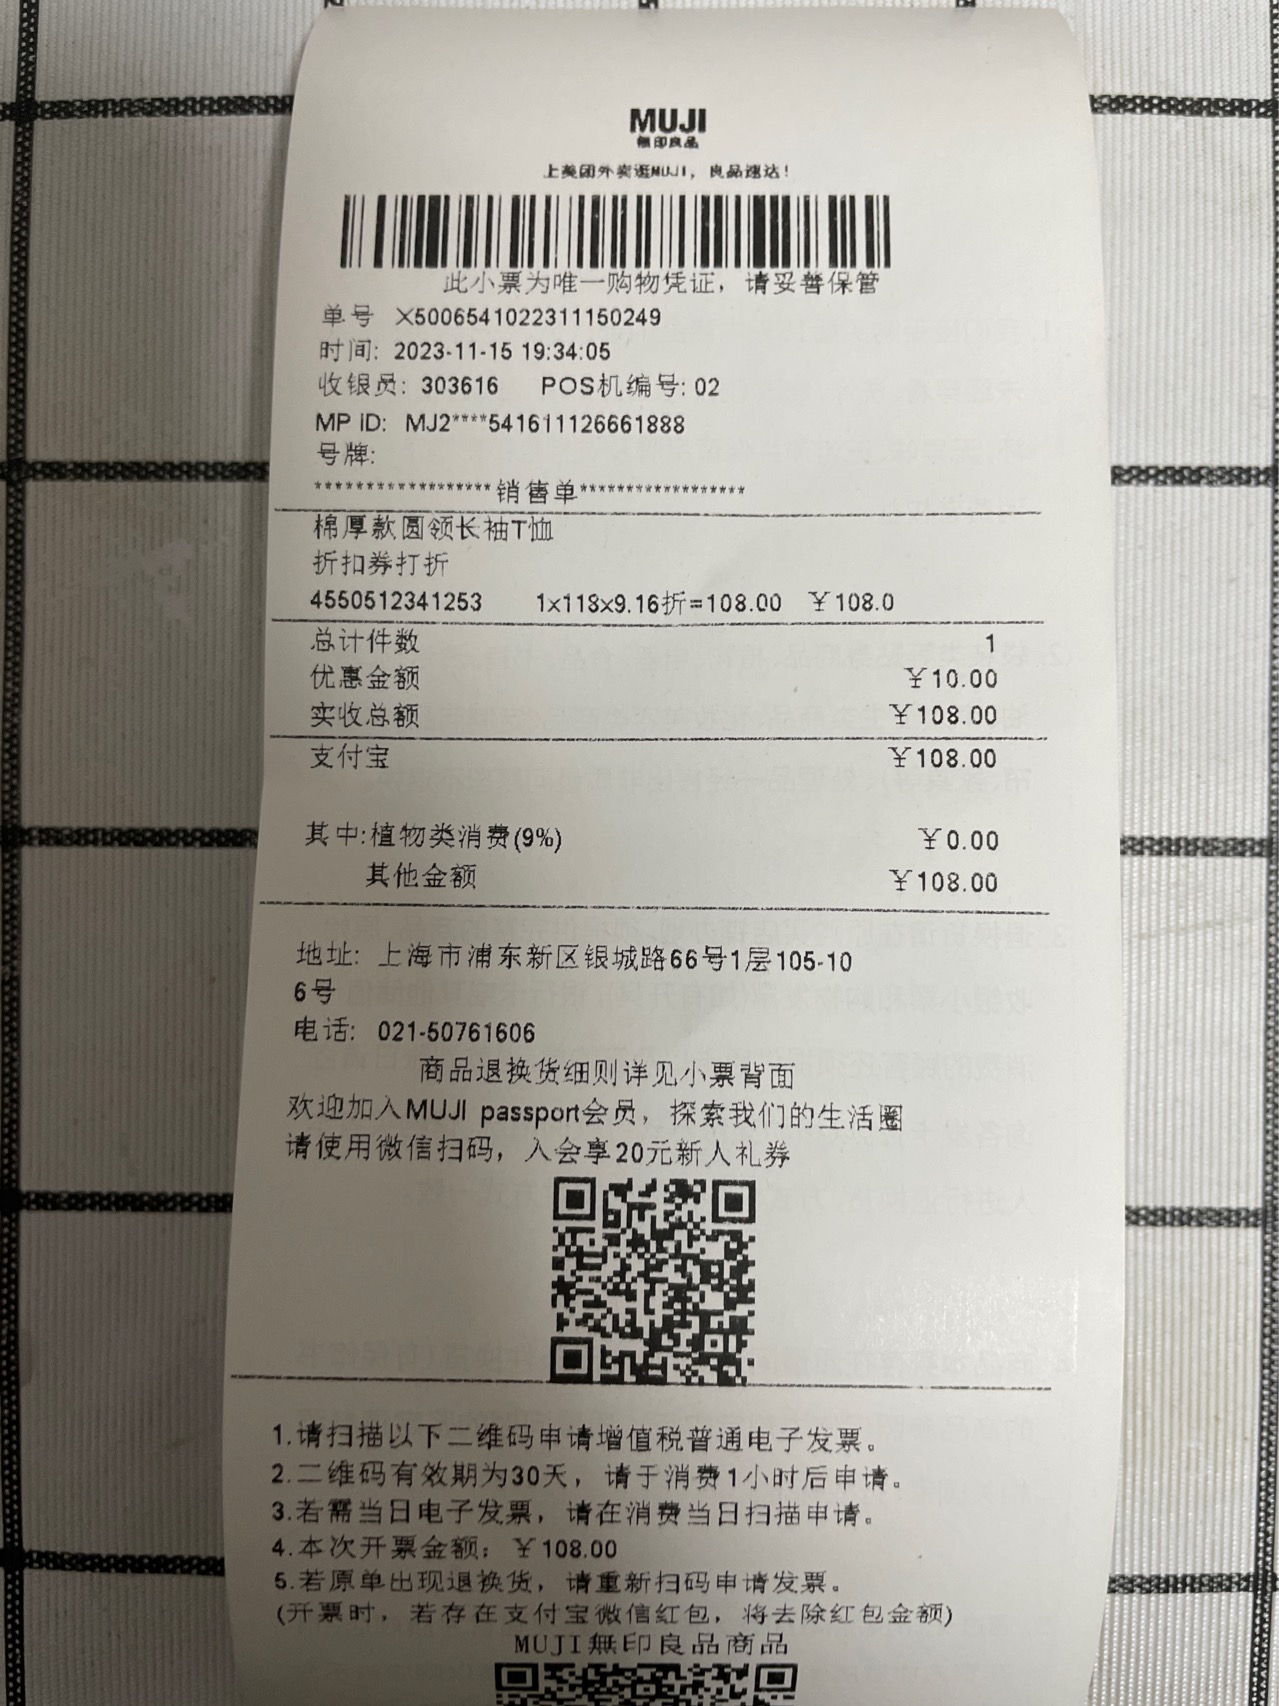 MUJI
無印良品
上美团外卖逛MUJI，良品速达！
此小票为唯一购物凭证，请妥善保管
单号 X5006541022311150249
时间: 2023-11-15 19:34:05
收银员: 303616 POS机编号: 02
MP ID: MJ2****541611126661888
号牌:
******************销售单*****************
棉厚款圆领长袖T恤
折扣券打折
4550512341253 1x118x9.16折=108.00 ￥108.0
总计件数 1
优惠金额 ￥10.00
实收总额 ￥108.00
支付宝 ￥108.00
其中:植物类消费(9%) ￥0.00
其他金额 ￥108.00
地址: 上海市浦东新区银城路66号1层105-10
6号
电话: 021-50761606
商品退换货细则详见小票背面
欢迎加入MUJI passport会员，探索我们的生活圈
请使用微信扫码，入会享20元新人礼券
1.请扫描以下二维码申请增值税普通电子发票。
2.二维码有效期为30天，请于消费1小时后申请。
3.若需当日电子发票，请在消费当日扫描申请。
4.本次开票金额: ￥108.00
5.若原单出现退换货，请重新扫码申请发票。
(开票时，若存在支付宝微信红包，将去除红包金额)
MUJI無印良品商品